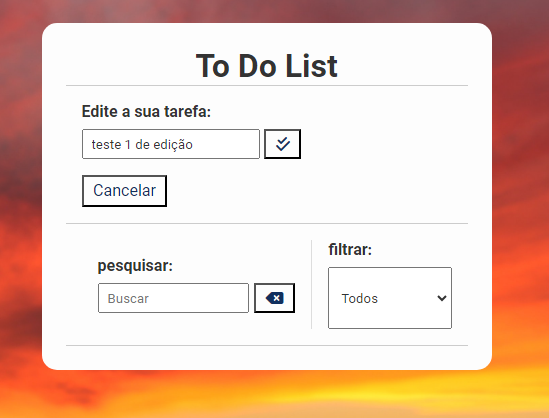 To Do List
Edite a sua tarefa:
teste 1 de edição
Cancelar
pesquisar:
Buscar
filtrar:
Todos